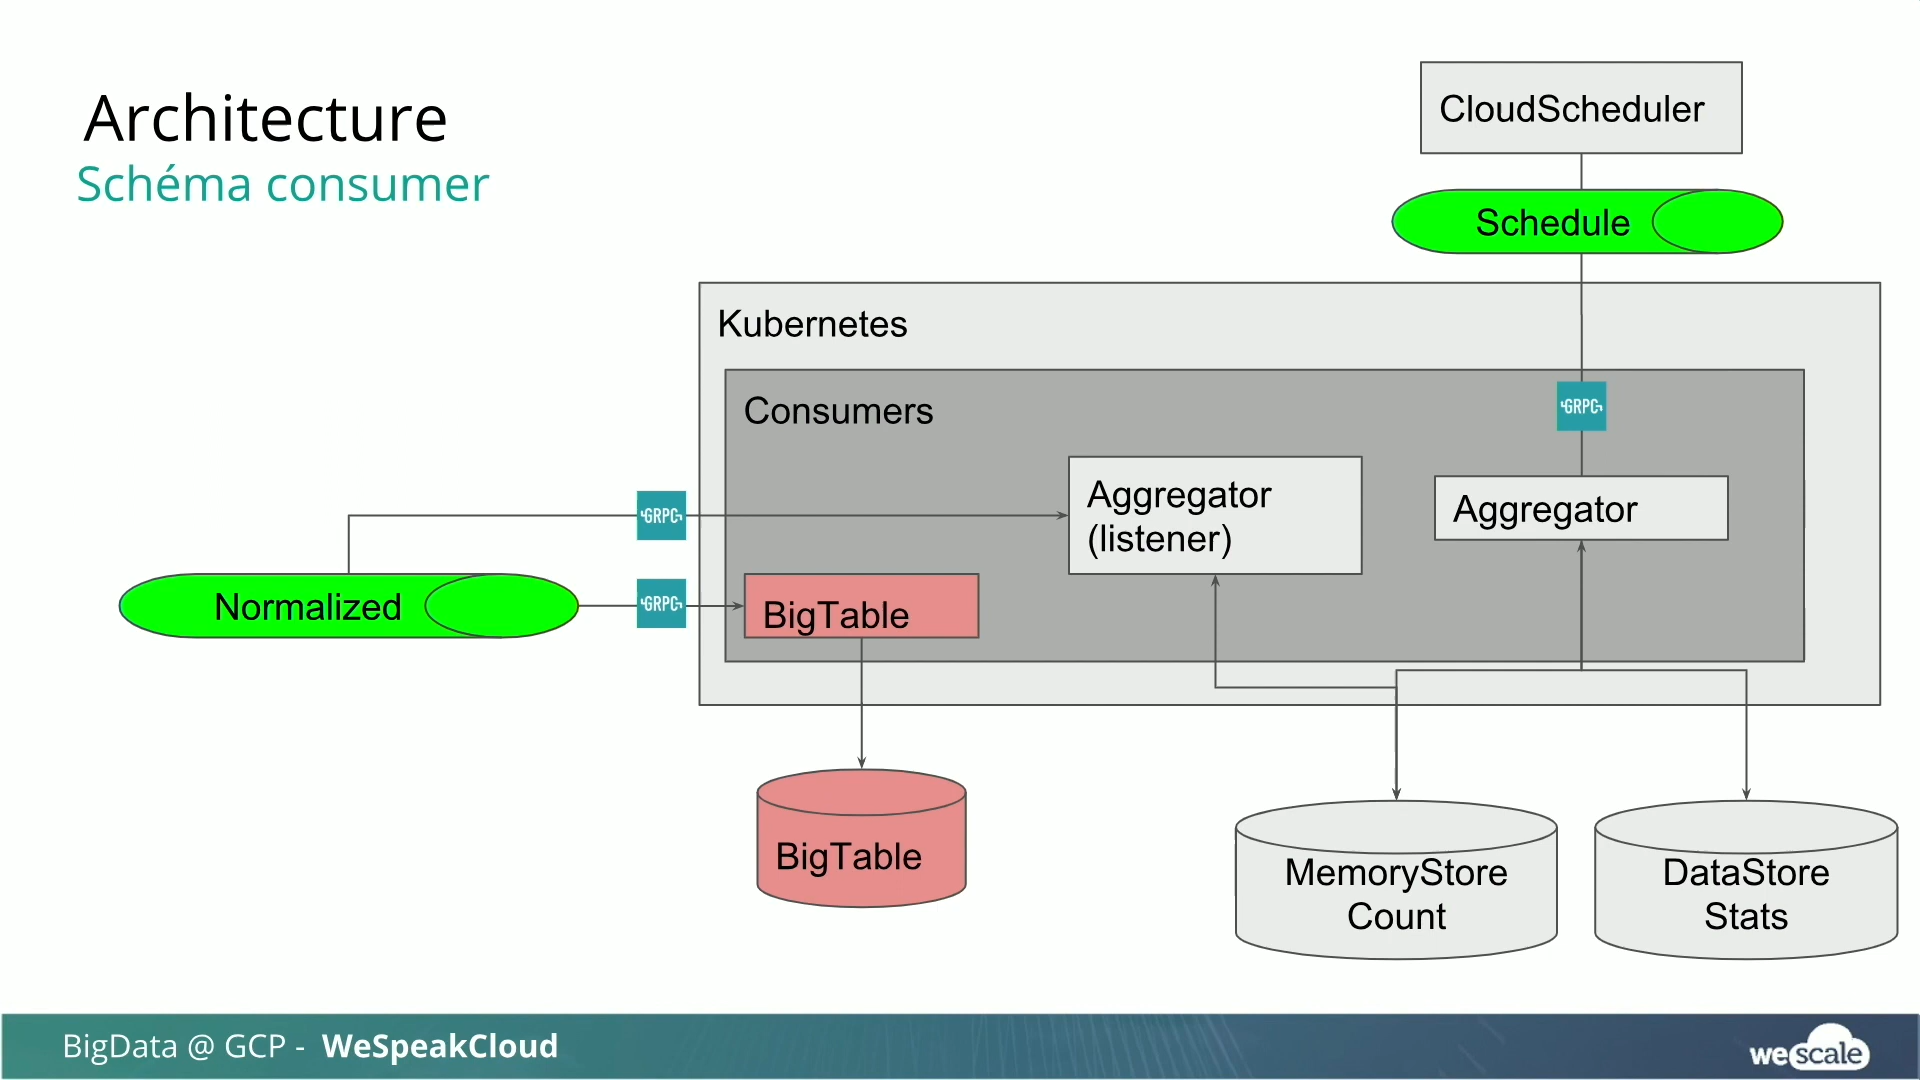 Architecture
Schéma consumer
CloudScheduler
Schedule
Kubernetes
Consumers
GRPC
Aggregator
(listener)
Aggregator
GRPC
Normalized
GRPC
BigTable
BigTable
MemoryStore
Count
DataStore
Stats
BigData @ GCP - WeSpeakCloud
wescale